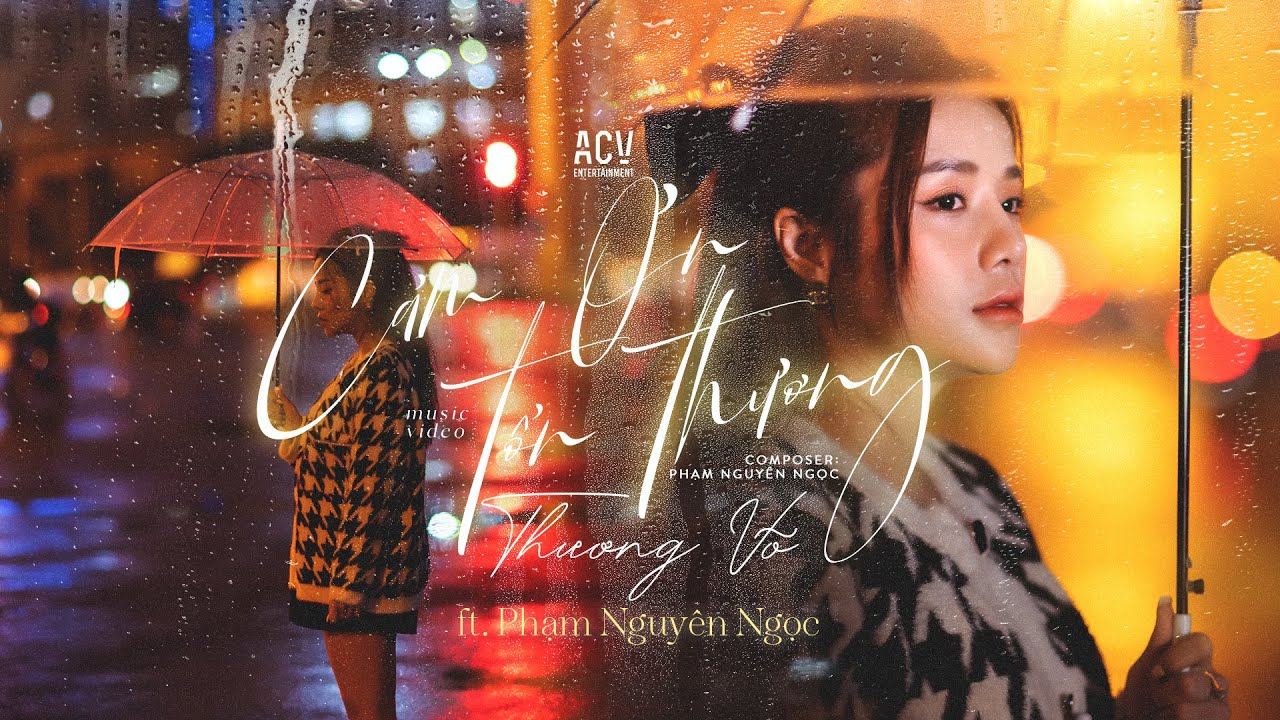 ACV
ENTERTAINMENT
Cảm Ơn
Tổn Thương
music
video
COMPOSER:
PHẠM NGUYÊN NGỌC
Thương Võ
ft. Phạm Nguyên Ngọc